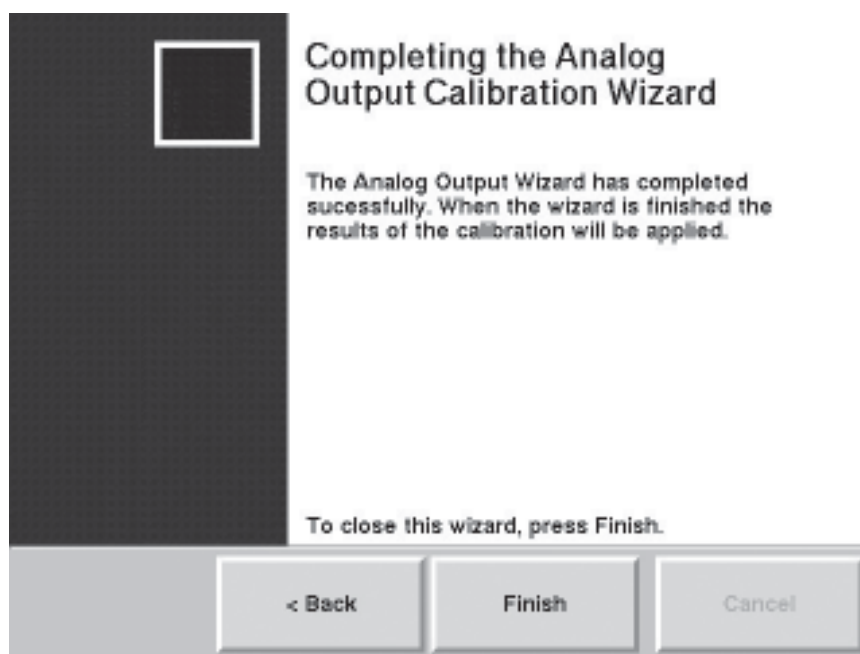 Completing the Analog
Output Calibration Wizard
The Analog Output Wizard has completed
sucessfully. When the wizard is finished the
results of the calibration will be applied.
To close this wizard, press Finish.
< Back
Finish
Cancel